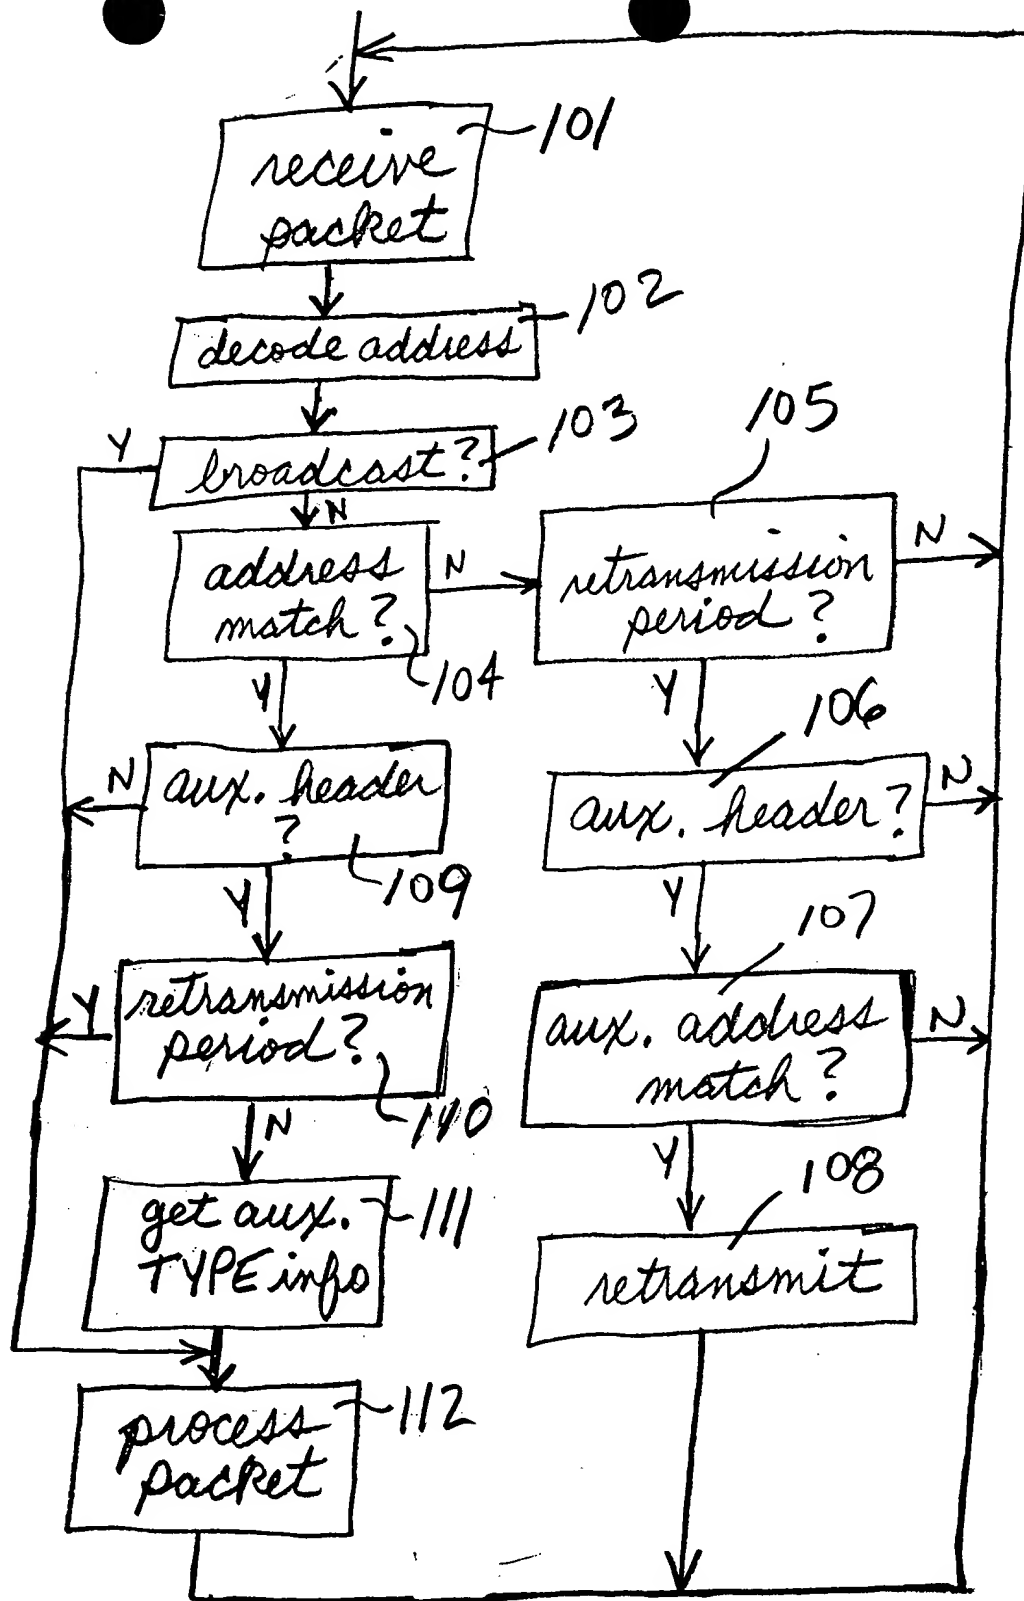 101
receive
packet
102
decode address
103
Y
broadcast?
N
105
address
match?
N
104
retransmission
period?
N
Y
Y
106
N
aux. header
?
109
aux. header?
N
Y
Y
107
retransmission
period?
Y
110
aux. address
match?
N
N
Y
108
get aux.
TYPE info
111
retransmit
process
packet
112